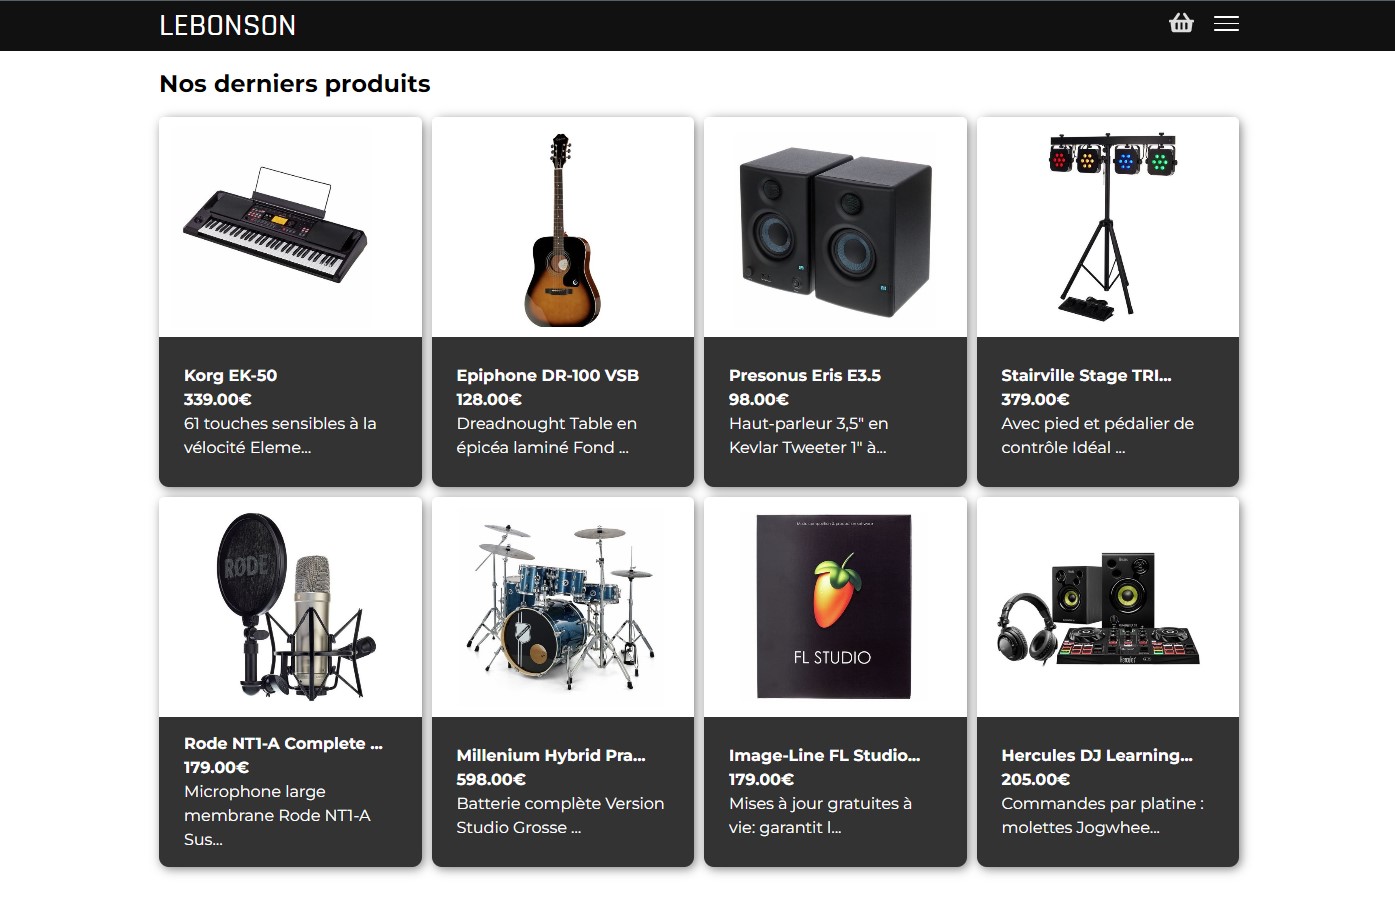 LEBONSON
Nos derniers produits
Korg EK-50
339.00€
61 touches sensibles à la
vélocité Eleme...
Epiphone DR-100 VSB
128.00€
Dreadnought Table en
épicéa laminé Fond ...
Presonus Eris E3.5
98.00€
Haut-parleur 3,5" en
Kevlar Tweeter 1" à...
Stairville Stage TRI...
379.00€
Avec pied et pédalier de
contrôle Idéal ...
RØDE
Rode NT1-A Complete ...
179.00€
Microphone large
membrane Rode NT1-A
Sus...
Millenium Hybrid Pra...
598.00€
Batterie complète Version
Studio Grosse ...
FL STUDIO
Image-Line FL Studio...
179.00€
Mises à jour gratuites à
vie: garantit l...
Hercules DJ Learning...
205.00€
Commandes par platine :
molettes Jogwhee...